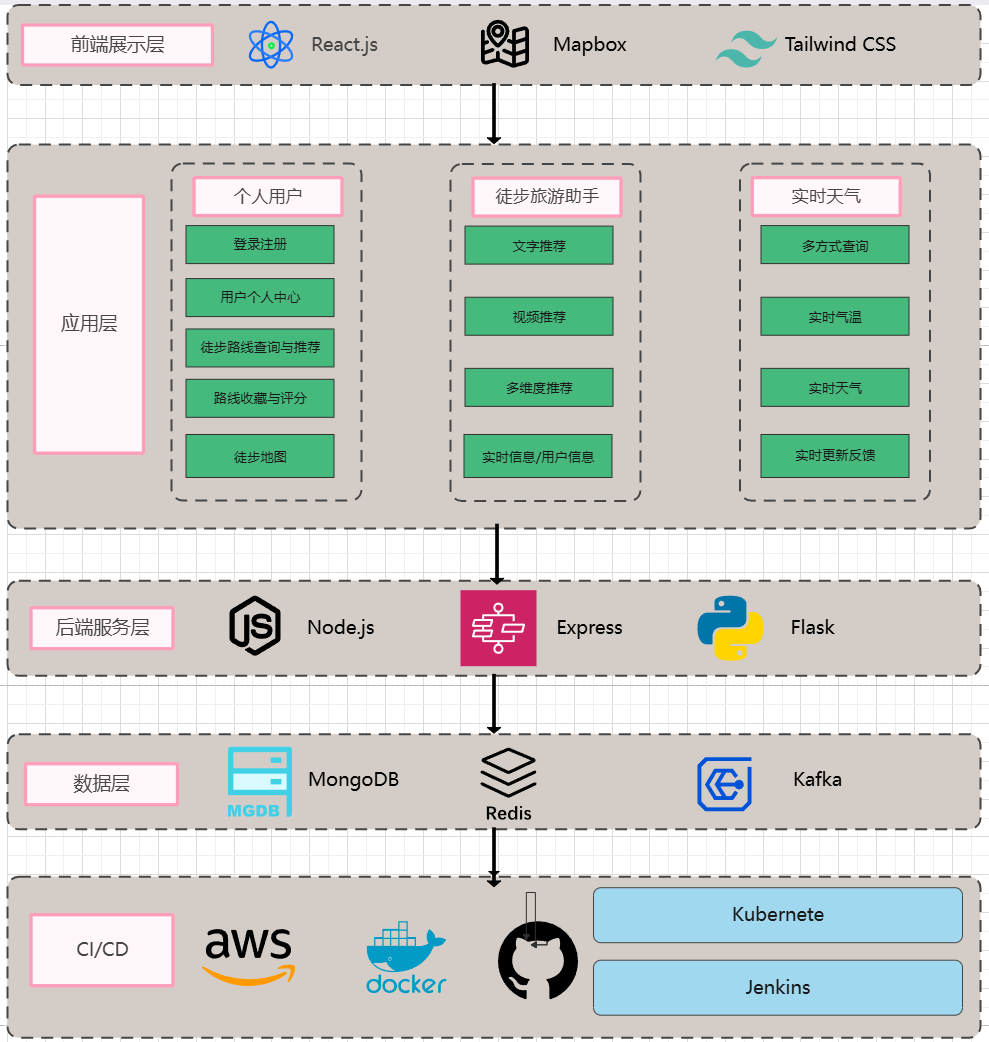 前端展示层
React.js
Mapbox
Tailwind CSS
应用层
个人用户
登录注册
用户个人中心
徒步路线查询与推荐
路线收藏与评分
徒步地图
徒步旅游助手
文字推荐
视频推荐
多维度推荐
实时信息/用户信息
实时天气
多方式查询
实时气温
实时天气
实时更新反馈
后端服务层
JS
Node.js
Express
Flask
数据层
MGDB
MongoDB
Redis
Kafka
CI/CD
aws
docker
Kubernete
Jenkins